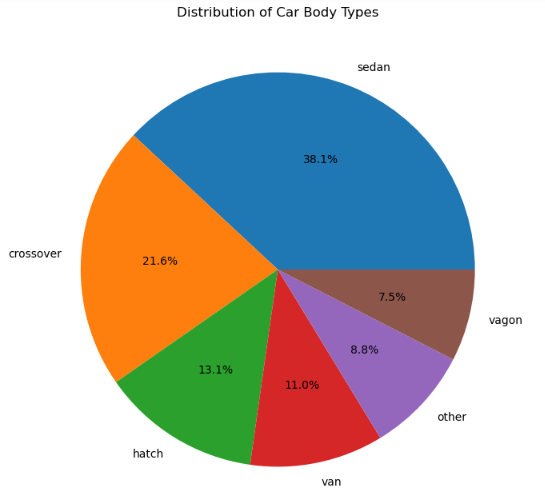 Distribution of Car Body Types
sedan
38.1%
crossover
21.6%
7.5%
vagon
8.8%
13.1%
11.0%
other
hatch
van